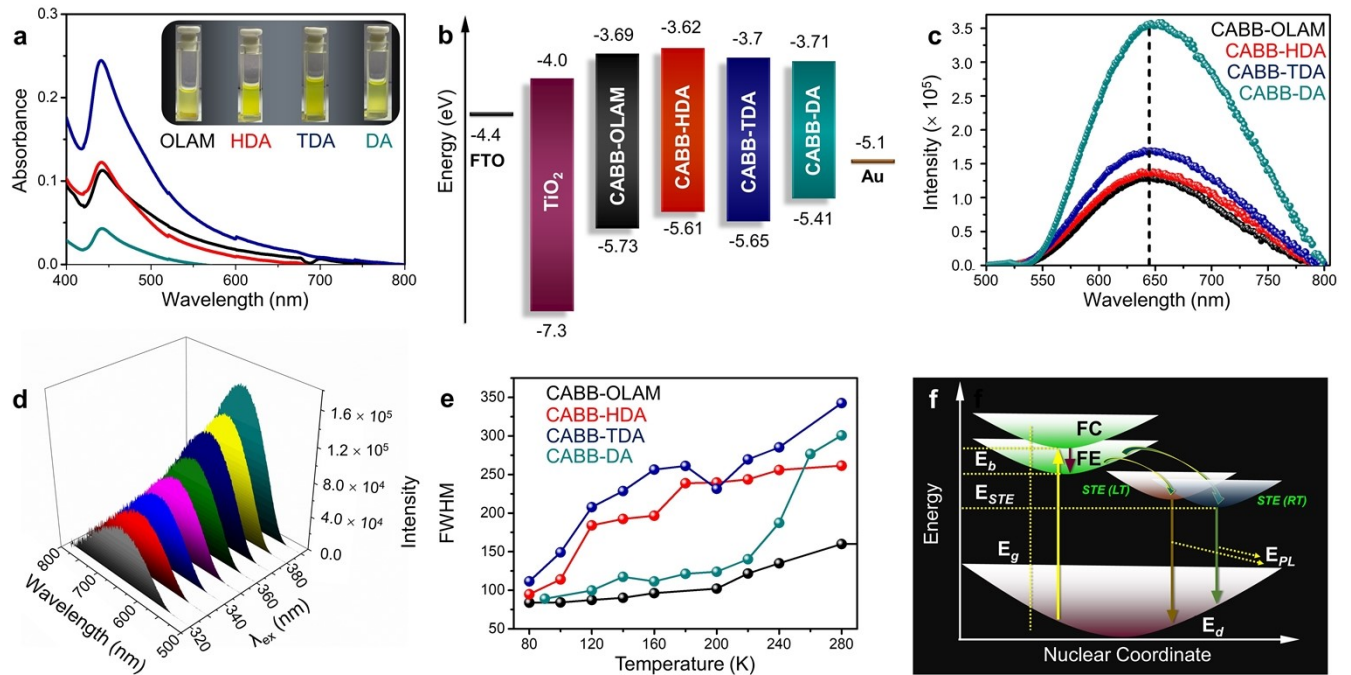 a
0.3
0.2
0.1
0.0
Absorbance
OLAM HDA TDA DA
400 500 600 700 800
Wavelength (nm)
b
Energy (eV)
-4.4
FTO
-4.0
TiO₂
-7.3
-3.69
CABB-OLAM
-5.73
-3.62
CABB-HDA
-5.61
-3.7
CABB-TDA
-5.65
-3.71
CABB-DA
-5.41
-5.1
Au
c
CABB-OLAM
CABB-HDA
CABB-TDA
CABB-DA
3.5
3.0
2.5
2.0
1.5
1.0
0.5
0.0
Intensity (× 10⁵)
500 550 600 650 700 750 800
Wavelength (nm)
d
1.6 × 10⁵
1.2 × 10⁵
8.0 × 10⁴
4.0 × 10⁴
0.0
Intensity
800
700
600
500
Wavelength (nm)
320
340
360
380
λex (nm)
e
CABB-OLAM
CABB-HDA
CABB-TDA
CABB-DA
350
300
250
200
150
100
50
FWHM
80 120 160 200 240 280
Temperature (K)
f f
FC
FE
Eb
ESTE
STE (LT)
STE (RT)
Eg
EPL
Ed
Energy
Nuclear Coordinate